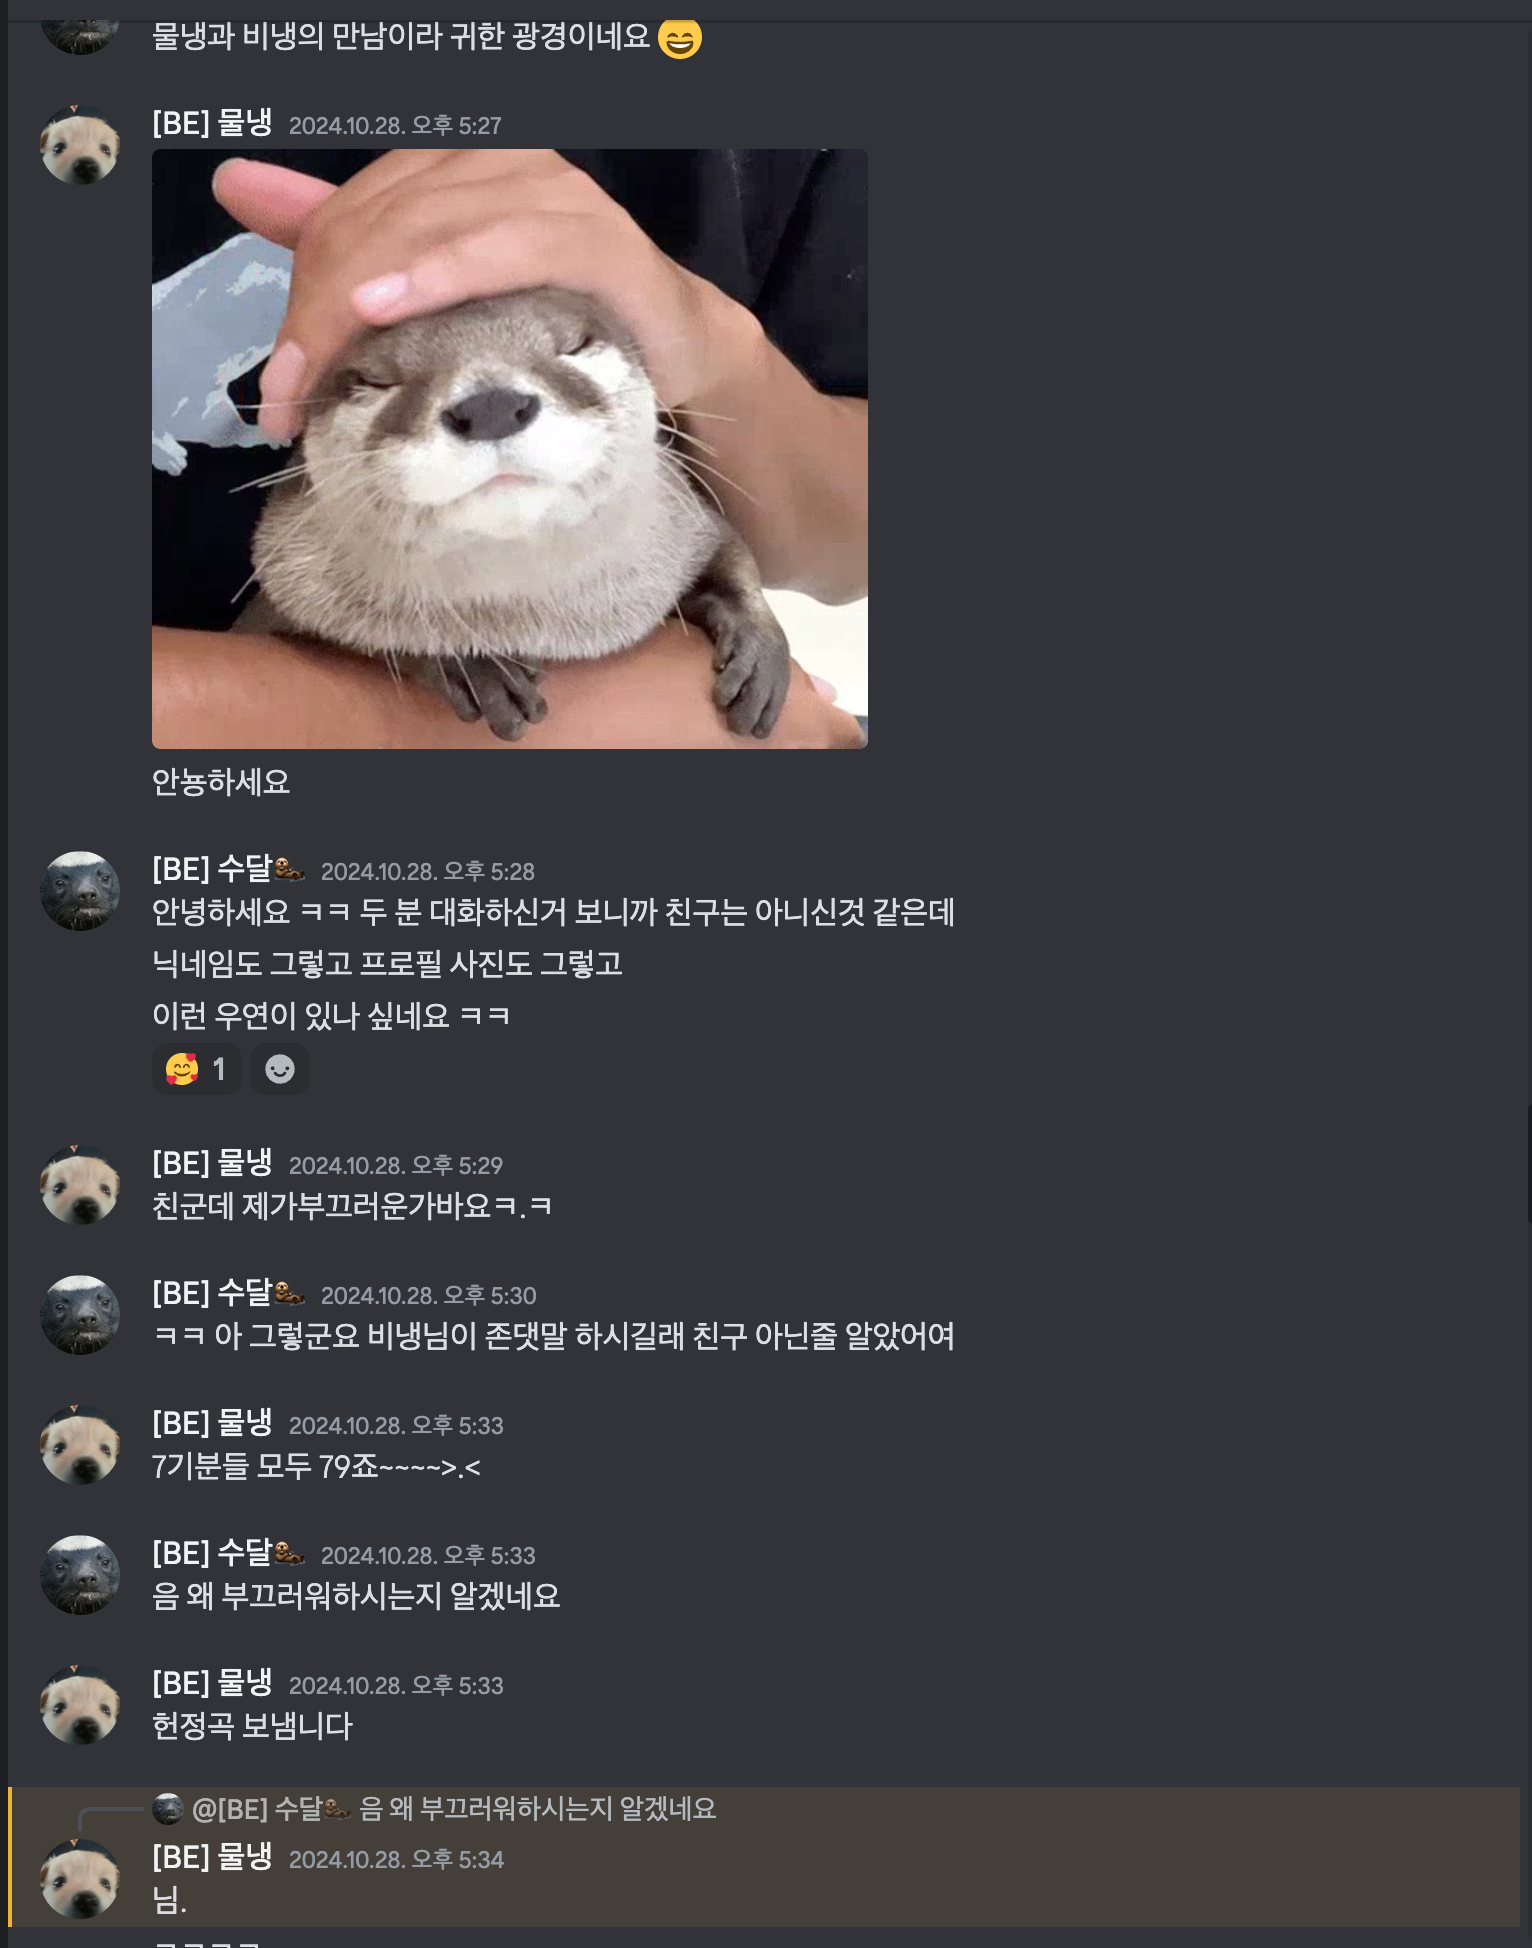 물냉과 비냉의 만남이라 귀한 광경이네요 😄
[BE] 물냉 2024.10.28. 오후 5:27
안뇽하세요
[BE] 수달🦦 2024.10.28. 오후 5:28
안녕하세요 ㅋㅋ 두 분 대화하신거 보니까 친구는 아니신것 같은데
닉네임도 그렇고 프로필 사진도 그렇고
이런 우연이 있나 싶네요 ㅋㅋ
🥰 1
[BE] 물냉 2024.10.28. 오후 5:29
친군데 제가부끄러운가바요ㅋ.ㅋ
[BE] 수달🦦 2024.10.28. 오후 5:30
ㅋㅋ 아 그렇군요 비냉님이 존댓말 하시길래 친구 아닌줄 알았어여
[BE] 물냉 2024.10.28. 오후 5:33
7기분들 모두 79죠~~~~>.<
[BE] 수달🦦 2024.10.28. 오후 5:33
음 왜 부끄러워하시는지 알겠네요
[BE] 물냉 2024.10.28. 오후 5:33
헌정곡 보냄니다
@[BE] 수달🦦 음 왜 부끄러워하시는지 알겠네요
[BE] 물냉 2024.10.28. 오후 5:34
님.